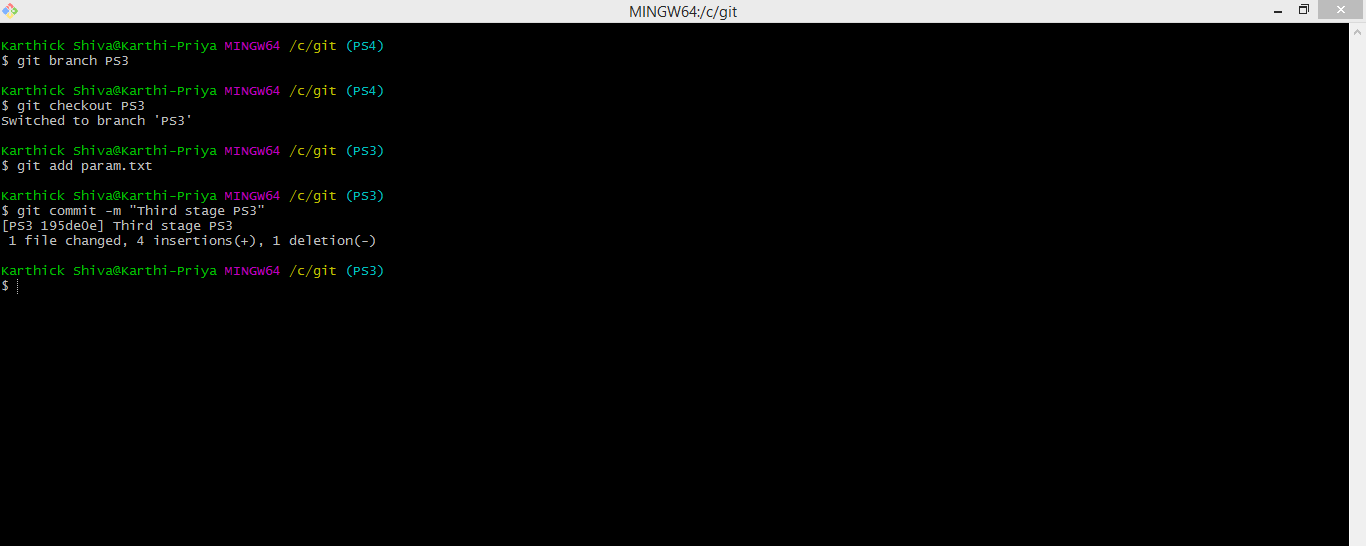 MINGW64:/c/git
Karthick Shiva@Karthi-Priya MINGW64 /c/git (PS4)
$ git branch PS3
Karthick Shiva@Karthi-Priya MINGW64 /c/git (PS4)
$ git checkout PS3
Switched to branch 'PS3'
Karthick Shiva@Karthi-Priya MINGW64 /c/git (PS3)
$ git add param.txt
Karthick Shiva@Karthi-Priya MINGW64 /c/git (PS3)
$ git commit -m "Third stage PS3"
[PS3 195de0e] Third stage PS3
 1 file changed, 4 insertions(+), 1 deletion(-)
Karthick Shiva@Karthi-Priya MINGW64 /c/git (PS3)
$